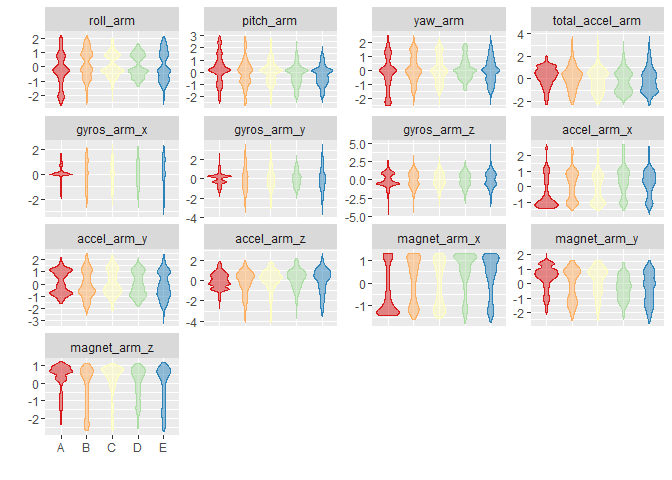 roll_arm pitch_arm yaw_arm total_accel_arm
2 1 0 -1 -2
3 2 1 0 -1 -2
2 1 0 -1 -2
4 2 0 -2
gyros_arm_x gyros_arm_y gyros_arm_z accel_arm_x
2 0 -2
2 0 -2 -4
5.0 2.5 0.0 -2.5 -5.0
2 1 0 -1
accel_arm_y accel_arm_z magnet_arm_x magnet_arm_y
2 1 0 -1 -2 -3
2 0 -2 -4
1 0 -1
2 1 0 -1 -2
magnet_arm_z
1 0 -1 -2
A B C D E